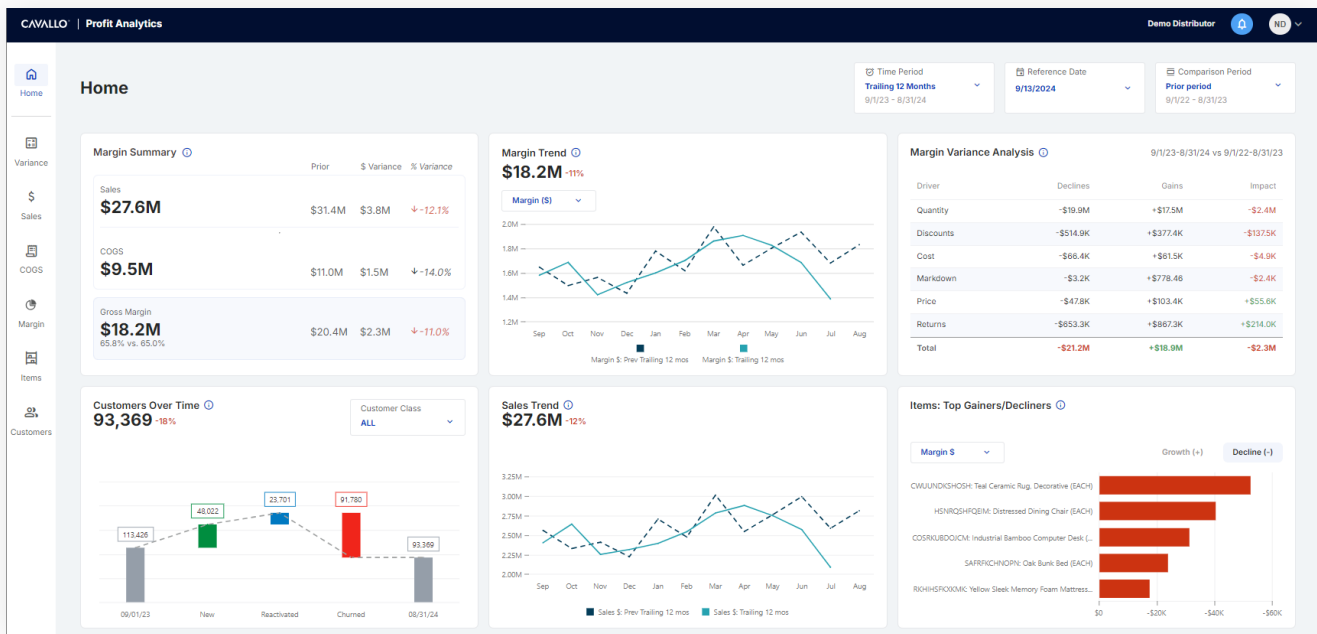 CAVALLO | Profit Analytics
Demo Distributor
ND
Home
Variance
Sales
COGS
Margin
Items
Customers
Home
Time Period
Trailing 12 Months
9/1/23 - 8/31/24
Reference Date
9/13/2024
Comparison Period
Prior period
9/1/22 - 8/31/23
Margin Summary
Prior $ Variance % Variance
Sales
$27.6M $31.4M $3.8M -12.1%
COGS
$9.5M $11.0M $1.5M -14.0%
Gross Margin
$18.2M $20.4M $2.3M -11.0%
65.8% vs. 65.0%
Margin Trend
$18.2M -11%
Margin ($)
2.0M
1.8M
1.6M
1.4M
1.2M
Sep Oct Nov Dec Jan Feb Mar Apr May Jun Jul Aug
Margin $: Prev Trailing 12 mos Margin $: Trailing 12 mos
Margin Variance Analysis 9/1/23-8/31/24 vs 9/1/22-8/31/23
Driver Declines Gains Impact
Quantity -$19.9M +$17.5M -$2.4M
Discounts -$514.9K +$377.4K -$137.5K
Cost -$66.4K +$61.5K -$4.9K
Markdown -$3.2K +$778.46 -$2.4K
Price -$47.8K +$103.4K +$55.6K
Returns -$653.3K +$867.3K +$214.0K
Total -$21.2M +$18.9M -$2.3M
Customers Over Time
93,369 -18%
Customer Class
ALL
113,426
48,022
23,701
91,780
93,369
09/01/23 New Reactivated Churned 08/31/24
Sales Trend
$27.6M -12%
3.25M
3.00M
2.75M
2.50M
2.25M
2.00M
Sep Oct Nov Dec Jan Feb Mar Apr May Jun Jul Aug
Sales $: Prev Trailing 12 mos Sales $: Trailing 12 mos
Items: Top Gainers/Decliners
Margin $
Growth (+) Decline (-)
CWUUNDKSHOSH: Teal Ceramic Rug, Decorative (EACH)
HSNRQSHFQEIM: Distressed Dining Chair (EACH)
COSRKUBDOJCM: Industrial Bamboo Computer Desk (...
SAFRFKCHNOPN: Oak Bunk Bed (EACH)
RKHIHSFKXKMK: Yellow Sleek Memory Foam Mattress...
$0 -$20K -$40K -$60K